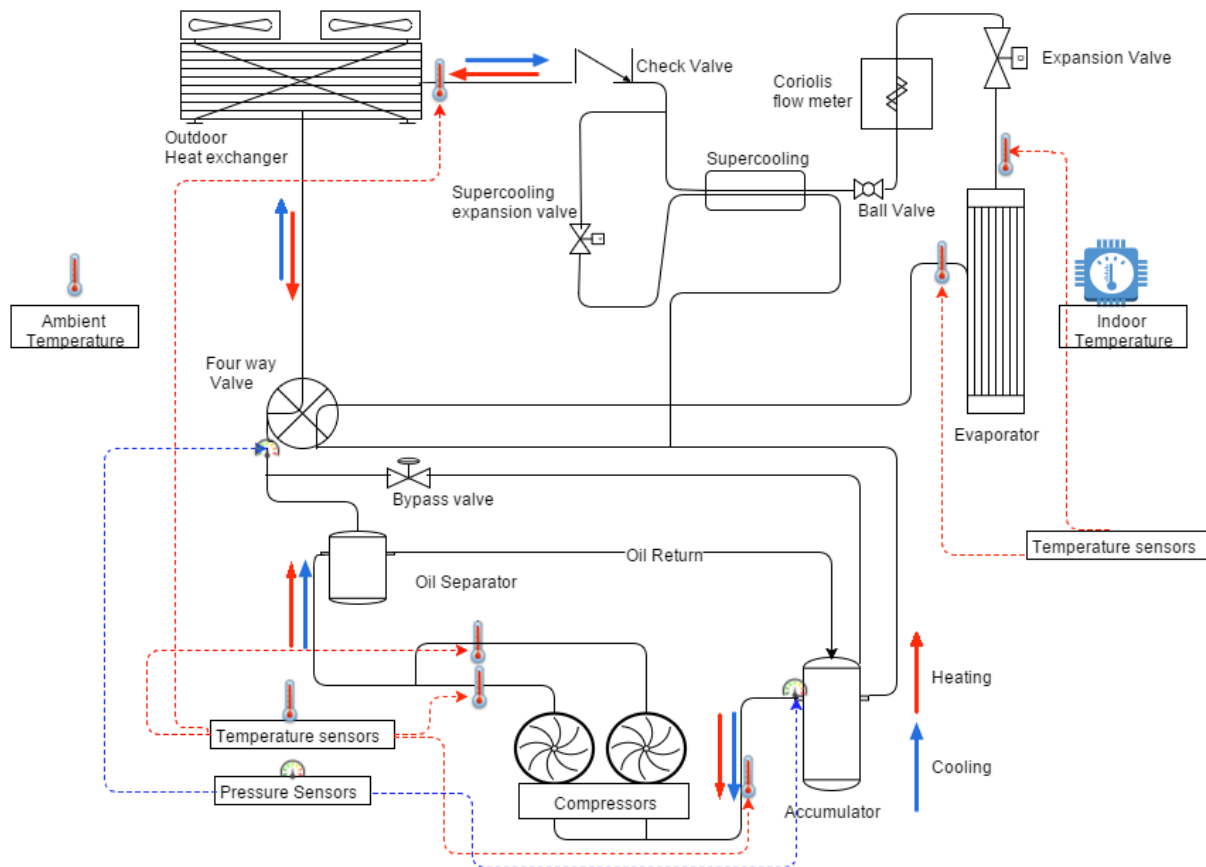 Check Valve
Coriolis
flow meter
Expansion Valve
Outdoor
Heat exchanger
Supercooling
Supercooling
expansion valve
Ball Valve
Ambient
Temperature
Indoor
Temperature
Four way
Valve
Evaporator
Bypass valve
Oil Return
Temperature sensors
Oil Separator
Heating
Temperature sensors
Cooling
Pressure Sensors
Compressors
Accumulator